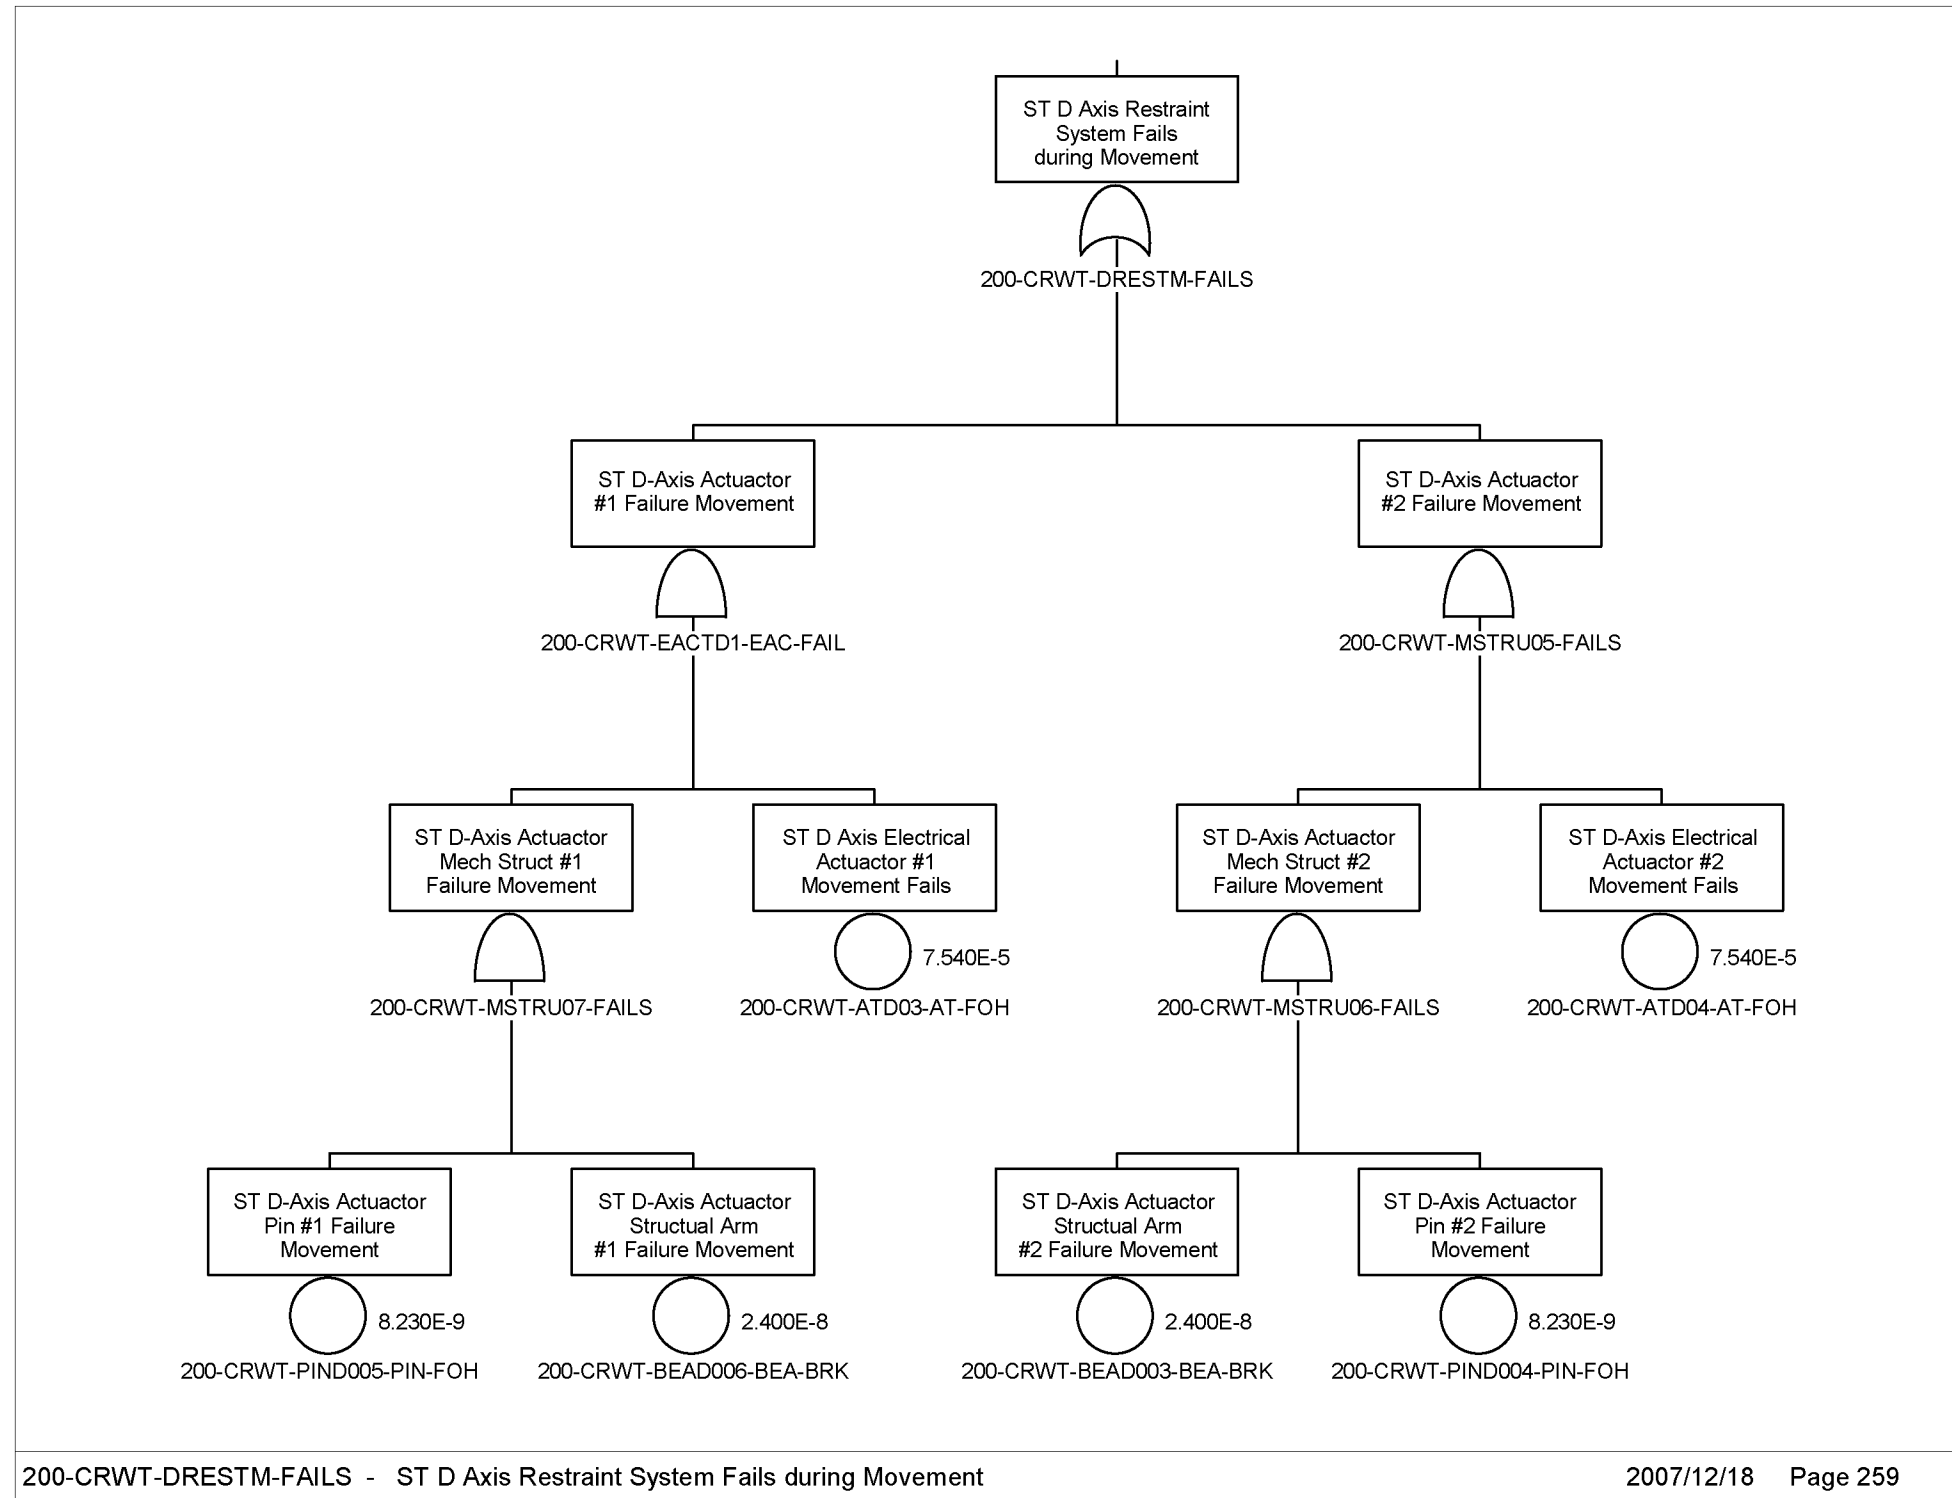 ST D Axis Restraint
System Fails
during Movement
200-CRWT-DRESTM-FAILS
ST D-Axis Actuactor
#1 Failure Movement
200-CRWT-EACTD1-EAC-FAIL
ST D-Axis Actuactor
#2 Failure Movement
200-CRWT-MSTRU05-FAILS
ST D-Axis Actuactor
Mech Struct #1
Failure Movement
200-CRWT-MSTRU07-FAILS
ST D Axis Electrical
Actuactor #1
Movement Fails
7.540E-5
200-CRWT-ATD03-AT-FOH
ST D-Axis Actuactor
Mech Struct #2
Failure Movement
200-CRWT-MSTRU06-FAILS
ST D-Axis Electrical
Actuactor #2
Movement Fails
7.540E-5
200-CRWT-ATD04-AT-FOH
ST D-Axis Actuactor
Pin #1 Failure
Movement
8.230E-9
200-CRWT-PIND005-PIN-FOH
ST D-Axis Actuactor
Structual Arm
#1 Failure Movement
2.400E-8
200-CRWT-BEAD006-BEA-BRK
ST D-Axis Actuactor
Structual Arm
#2 Failure Movement
2.400E-8
200-CRWT-BEAD003-BEA-BRK
ST D-Axis Actuactor
Pin #2 Failure
Movement
8.230E-9
200-CRWT-PIND004-PIN-FOH
200-CRWT-DRESTM-FAILS - ST D Axis Restraint System Fails during Movement
2007/12/18 Page 259